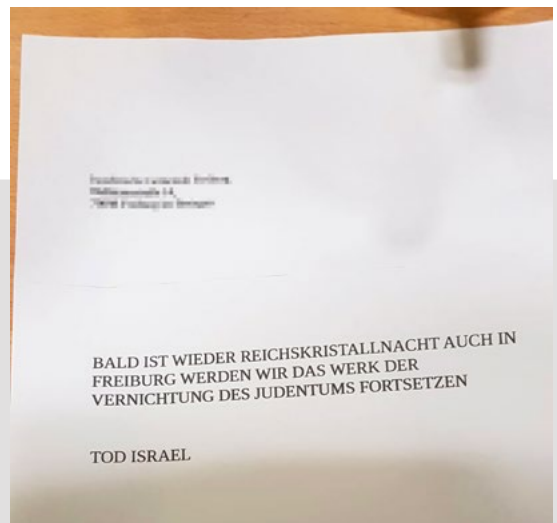 BALD IST WIEDER REICHSKRISTALLNACHT AUCH IN
FREIBURG WERDEN WIR DAS WERK DER
VERNICHTUNG DES JUDENTUMS FORTSETZEN
TOD ISRAEL